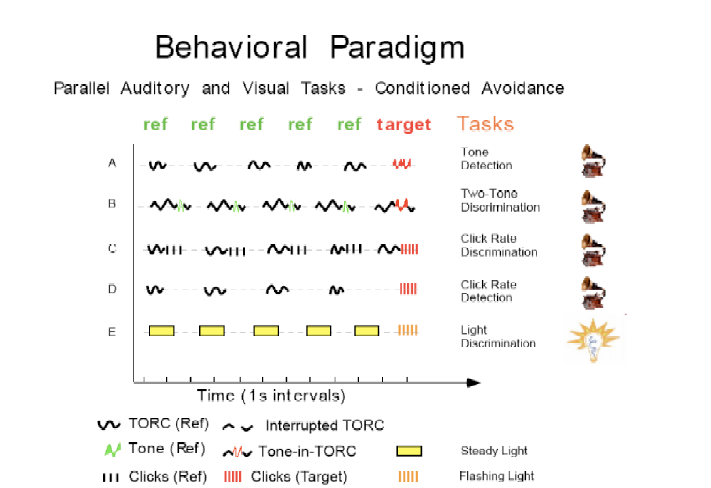 Behavioral Paradigm
Parallel Auditory and Visual Tasks - Conditioned Avoidance
ref ref ref ref ref target Tasks
A Tone
Detection
B Two-Tone
Discrimination
C Click Rate
Discrimination
D Click Rate
Detection
E Light
Discrimination
Time (1s intervals)
TORC (Ref) Interrupted TORC
Tone (Ref) Tone-in-TORC Steady Light
Clicks (Ref) Clicks (Target) Flashing Light